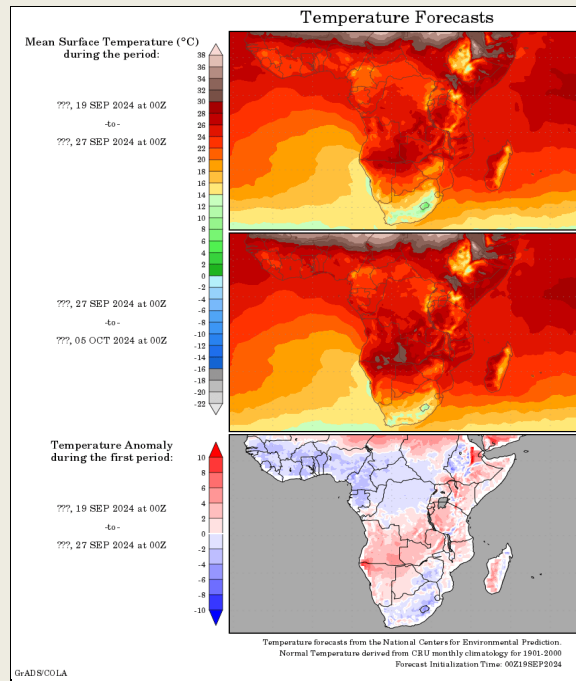 Temperature Forecasts
Mean Surface Temperature (°C)
during the period:
???, 19 SEP 2024 at 00Z
-to-
???, 27 SEP 2024 at 00Z
38
36
34
32
30
28
26
24
22
20
18
16
14
12
10
8
6
4
2
0
-2
-4
-6
-8
-10
-12
-14
-16
-18
-20
-22
???, 27 SEP 2024 at 00Z
-to-
???, 05 OCT 2024 at 00Z
Temperature Anomaly
during the first period:
???, 19 SEP 2024 at 00Z
-to-
???, 27 SEP 2024 at 00Z
10
8
6
4
2
0
-2
-4
-6
-8
-10
Temperature forecasts from the National Centers for Environmental Prediction.
Normal Temperature derived from CRU monthly climatology for 1901-2000
Forecast Initialization Time: 00Z19SEP2024
GrADS/COLA